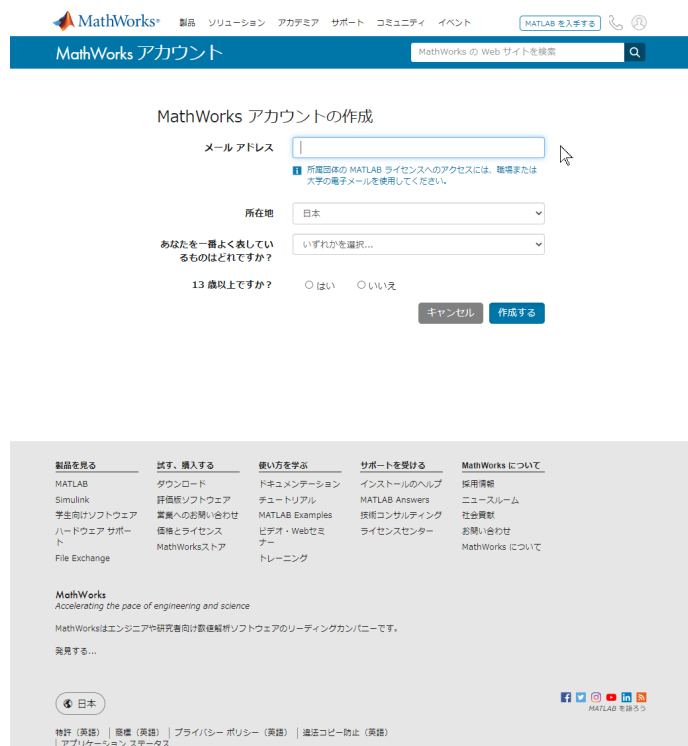 MathWorks®
製品 ソリューション アカデミア サポート コミュニティ イベント
MATLAB を入手する
MathWorks アカウント
MathWorks の Web サイトを検索
MathWorks アカウントの作成
メール アドレス
所属団体の MATLAB ライセンスへのアクセスには、職場または
大学の電子メールを使用してください。
所在地
日本
あなたを一番よく表してい
るものはどれですか？
いずれかを選択...
13 歳以上ですか？
はい いいえ
キャンセル 作成する
製品を見る
MATLAB
Simulink
学生向けソフトウェア
ハードウェア サポー
ト
File Exchange
試す、購入する
ダウンロード
評価版ソフトウェア
営業へのお問い合わせ
価格とライセンス
MathWorksストア
使い方を学ぶ
ドキュメンテーション
チュートリアル
MATLAB Examples
ビデオ・Webセミ
ナー
トレーニング
サポートを受ける
インストールのヘルプ
MATLAB Answers
技術コンサルティング
ライセンスセンター
MathWorks について
採用情報
ニュースルーム
社会貢献
お問い合わせ
MathWorks について
MathWorks
Accelerating the pace of engineering and science
MathWorksはエンジニアや研究者向け数値解析ソフトウェアのリーディングカンパニーです。
発見する...
日本
MATLAB を語ろう
特許（英語） | 商標（英語） | プライバシー ポリシー（英語） | 違法コピー防止（英語）
| アプリケーション ステータス